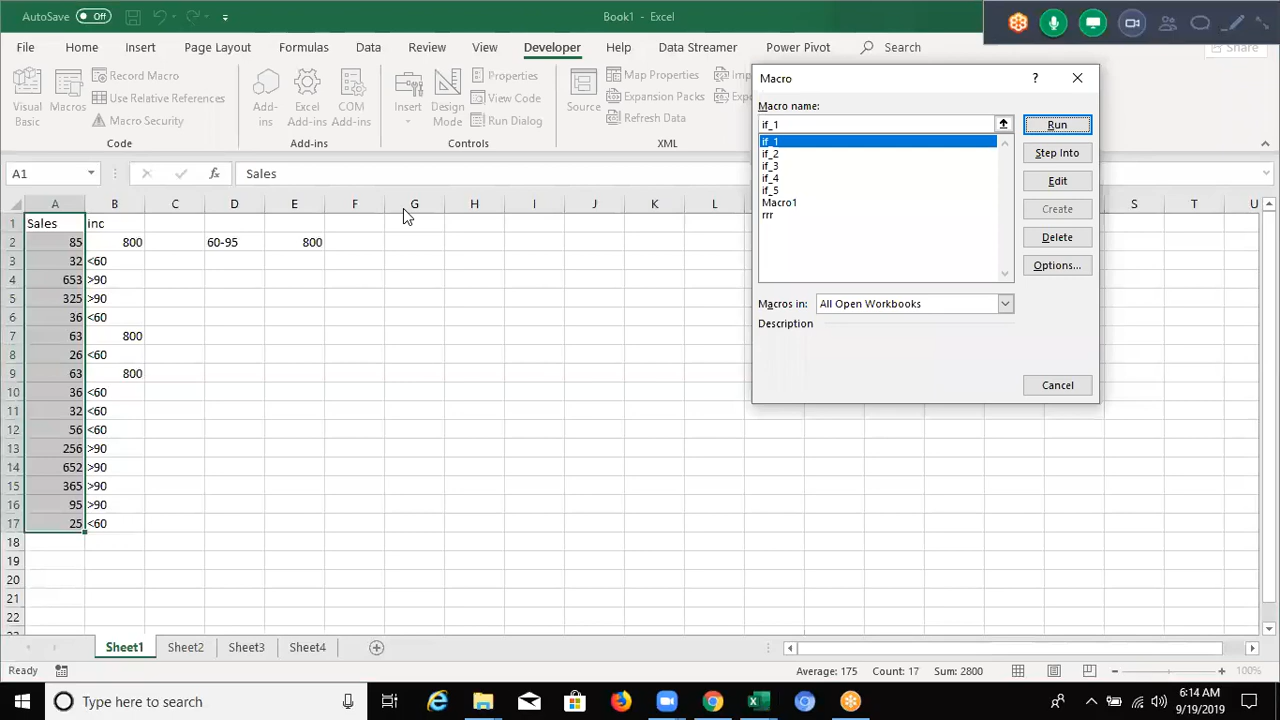 AutoSave Off
Book1 - Excel
File Home Insert Page Layout Formulas Data Review View Developer Help Data Streamer Power Pivot Search
Share
Visual Basic
Macros
Record Macro
Use Relative References
Macro Security
Code
Add-ins
Excel Add-ins
COM Add-ins
Add-ins
Insert
Design Mode
Properties
View Code
Run Dialog
Controls
Source
Map Properties
Expansion Packs
Refresh Data
XML
A1
fx
Sales
A B C D E F G H I J K L S T U
1 Sales inc
2 85 800 60-95 800
3 32 <60
4 653 >90
5 325 >90
6 36 <60
7 63 800
8 26 <60
9 63 800
10 36 <60
11 32 <60
12 56 <60
13 256 >90
14 652 >90
15 365 >90
16 95 >90
17 25 <60
18
19
20
21
22
Macro
?
Macro name:
if_1
if_1
if_2
if_3
if_4
if_5
Macro1
rrr
Run
Step Into
Edit
Create
Delete
Options...
Macros in: All Open Workbooks
Description
Cancel
Sheet1 Sheet2 Sheet3 Sheet4
Ready
Average: 175 Count: 17 Sum: 2800
100%
Type here to search
6:14 AM
9/19/2019